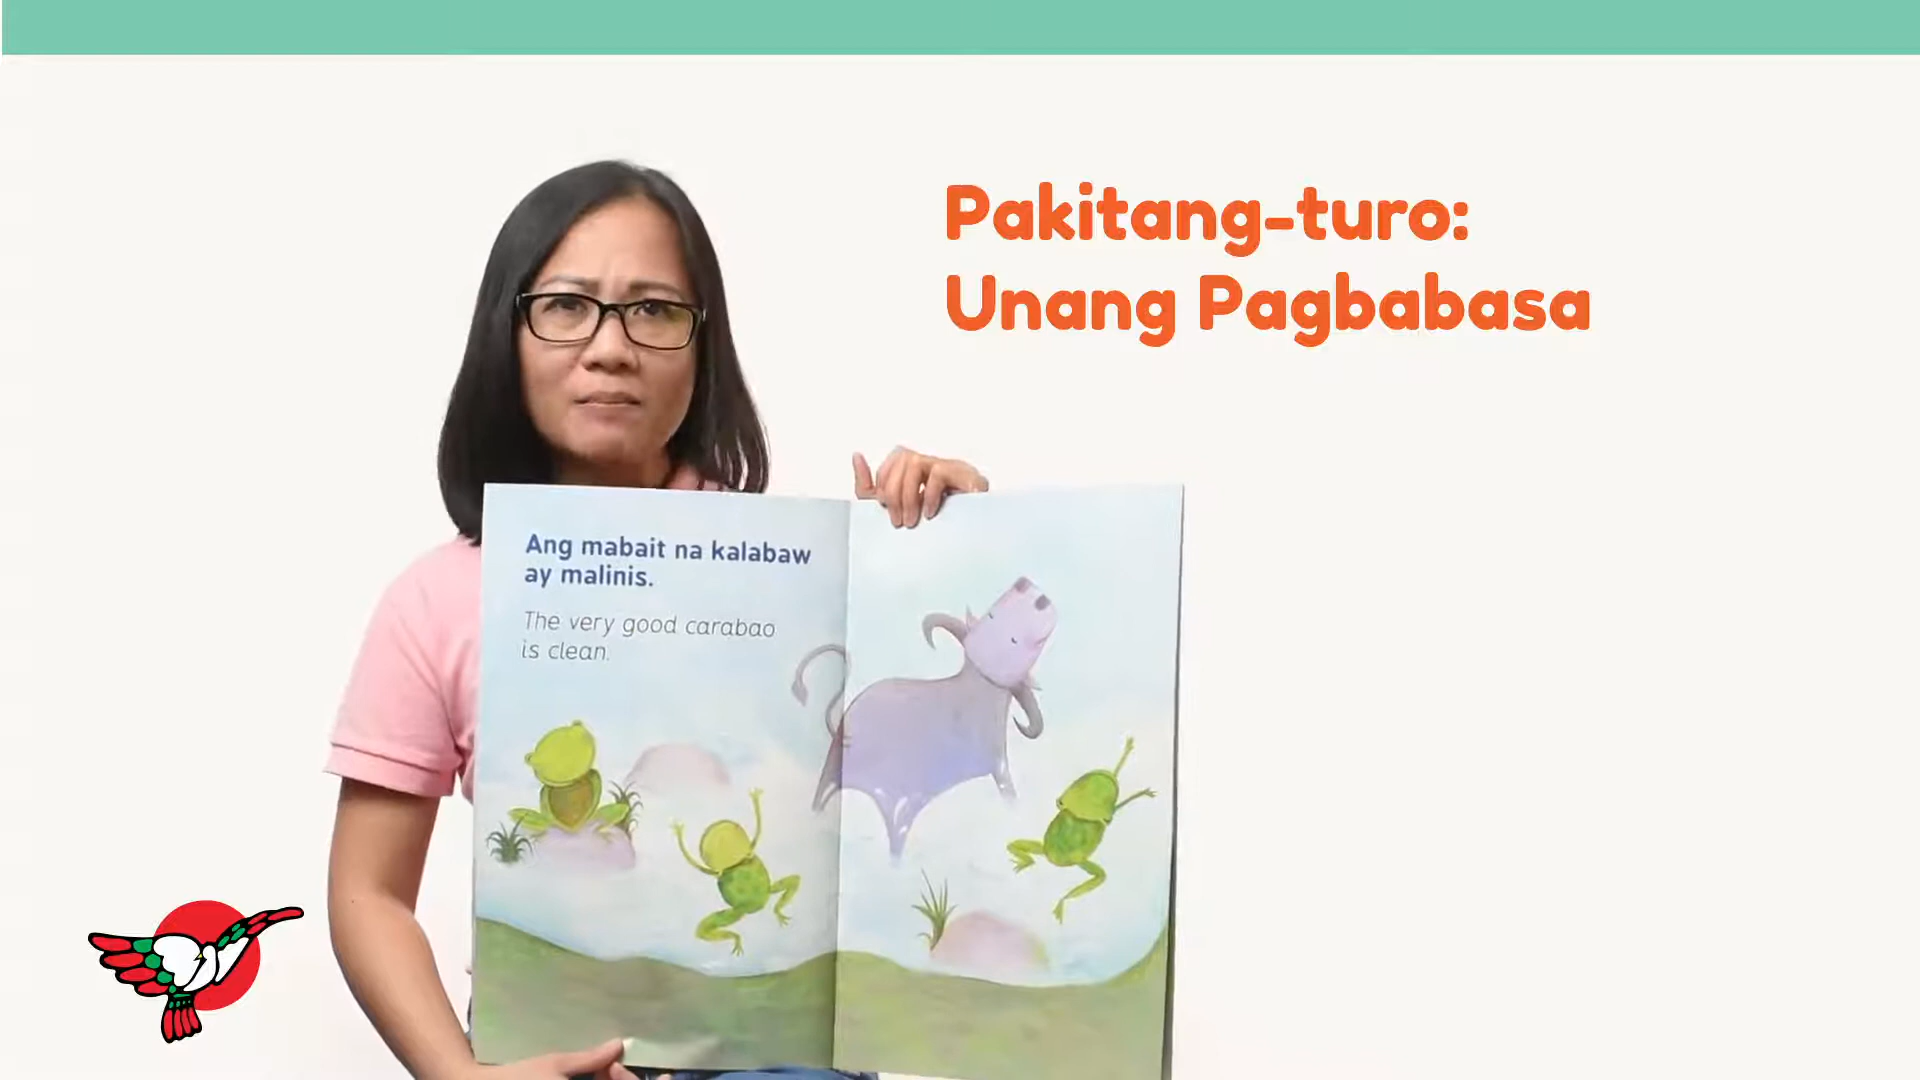 Pakitang-turo:
Unang Pagbabasa
Ang mabait na kalabaw
ay malinis.
The very good carabao
is clean.